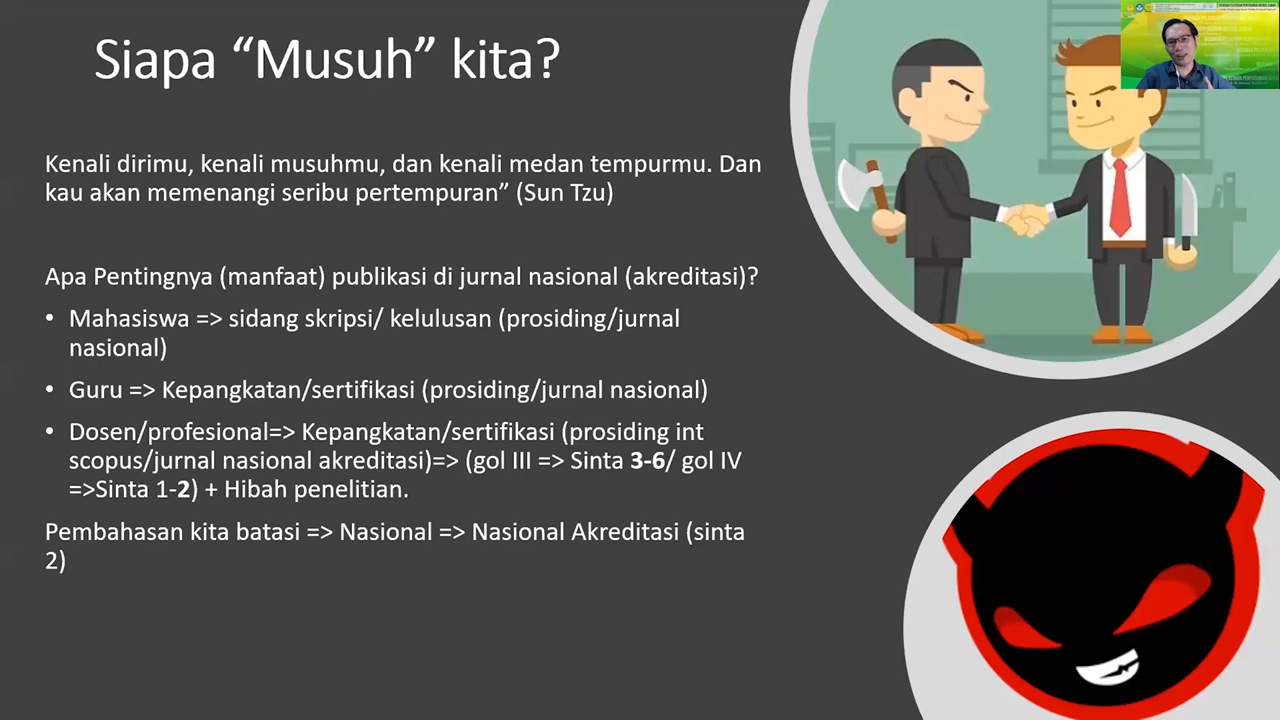 Siapa “Musuh” kita?
Kenali dirimu, kenali musuhmu, dan kenali medan tempurmu. Dan
kau akan memenangi seribu pertempuran” (Sun Tzu)
Apa Pentingnya (manfaat) publikasi di jurnal nasional (akreditasi)?
• Mahasiswa => sidang skripsi/ kelulusan (prosiding/jurnal
nasional)
• Guru => Kepangkatan/sertifikasi (prosiding/jurnal nasional)
• Dosen/profesional=> Kepangkatan/sertifikasi (prosiding int
scopus/jurnal nasional akreditasi)=> (gol III => Sinta 3-6/ gol IV
=>Sinta 1-2) + Hibah penelitian.
Pembahasan kita batasi => Nasional => Nasional Akreditasi (sinta
2)